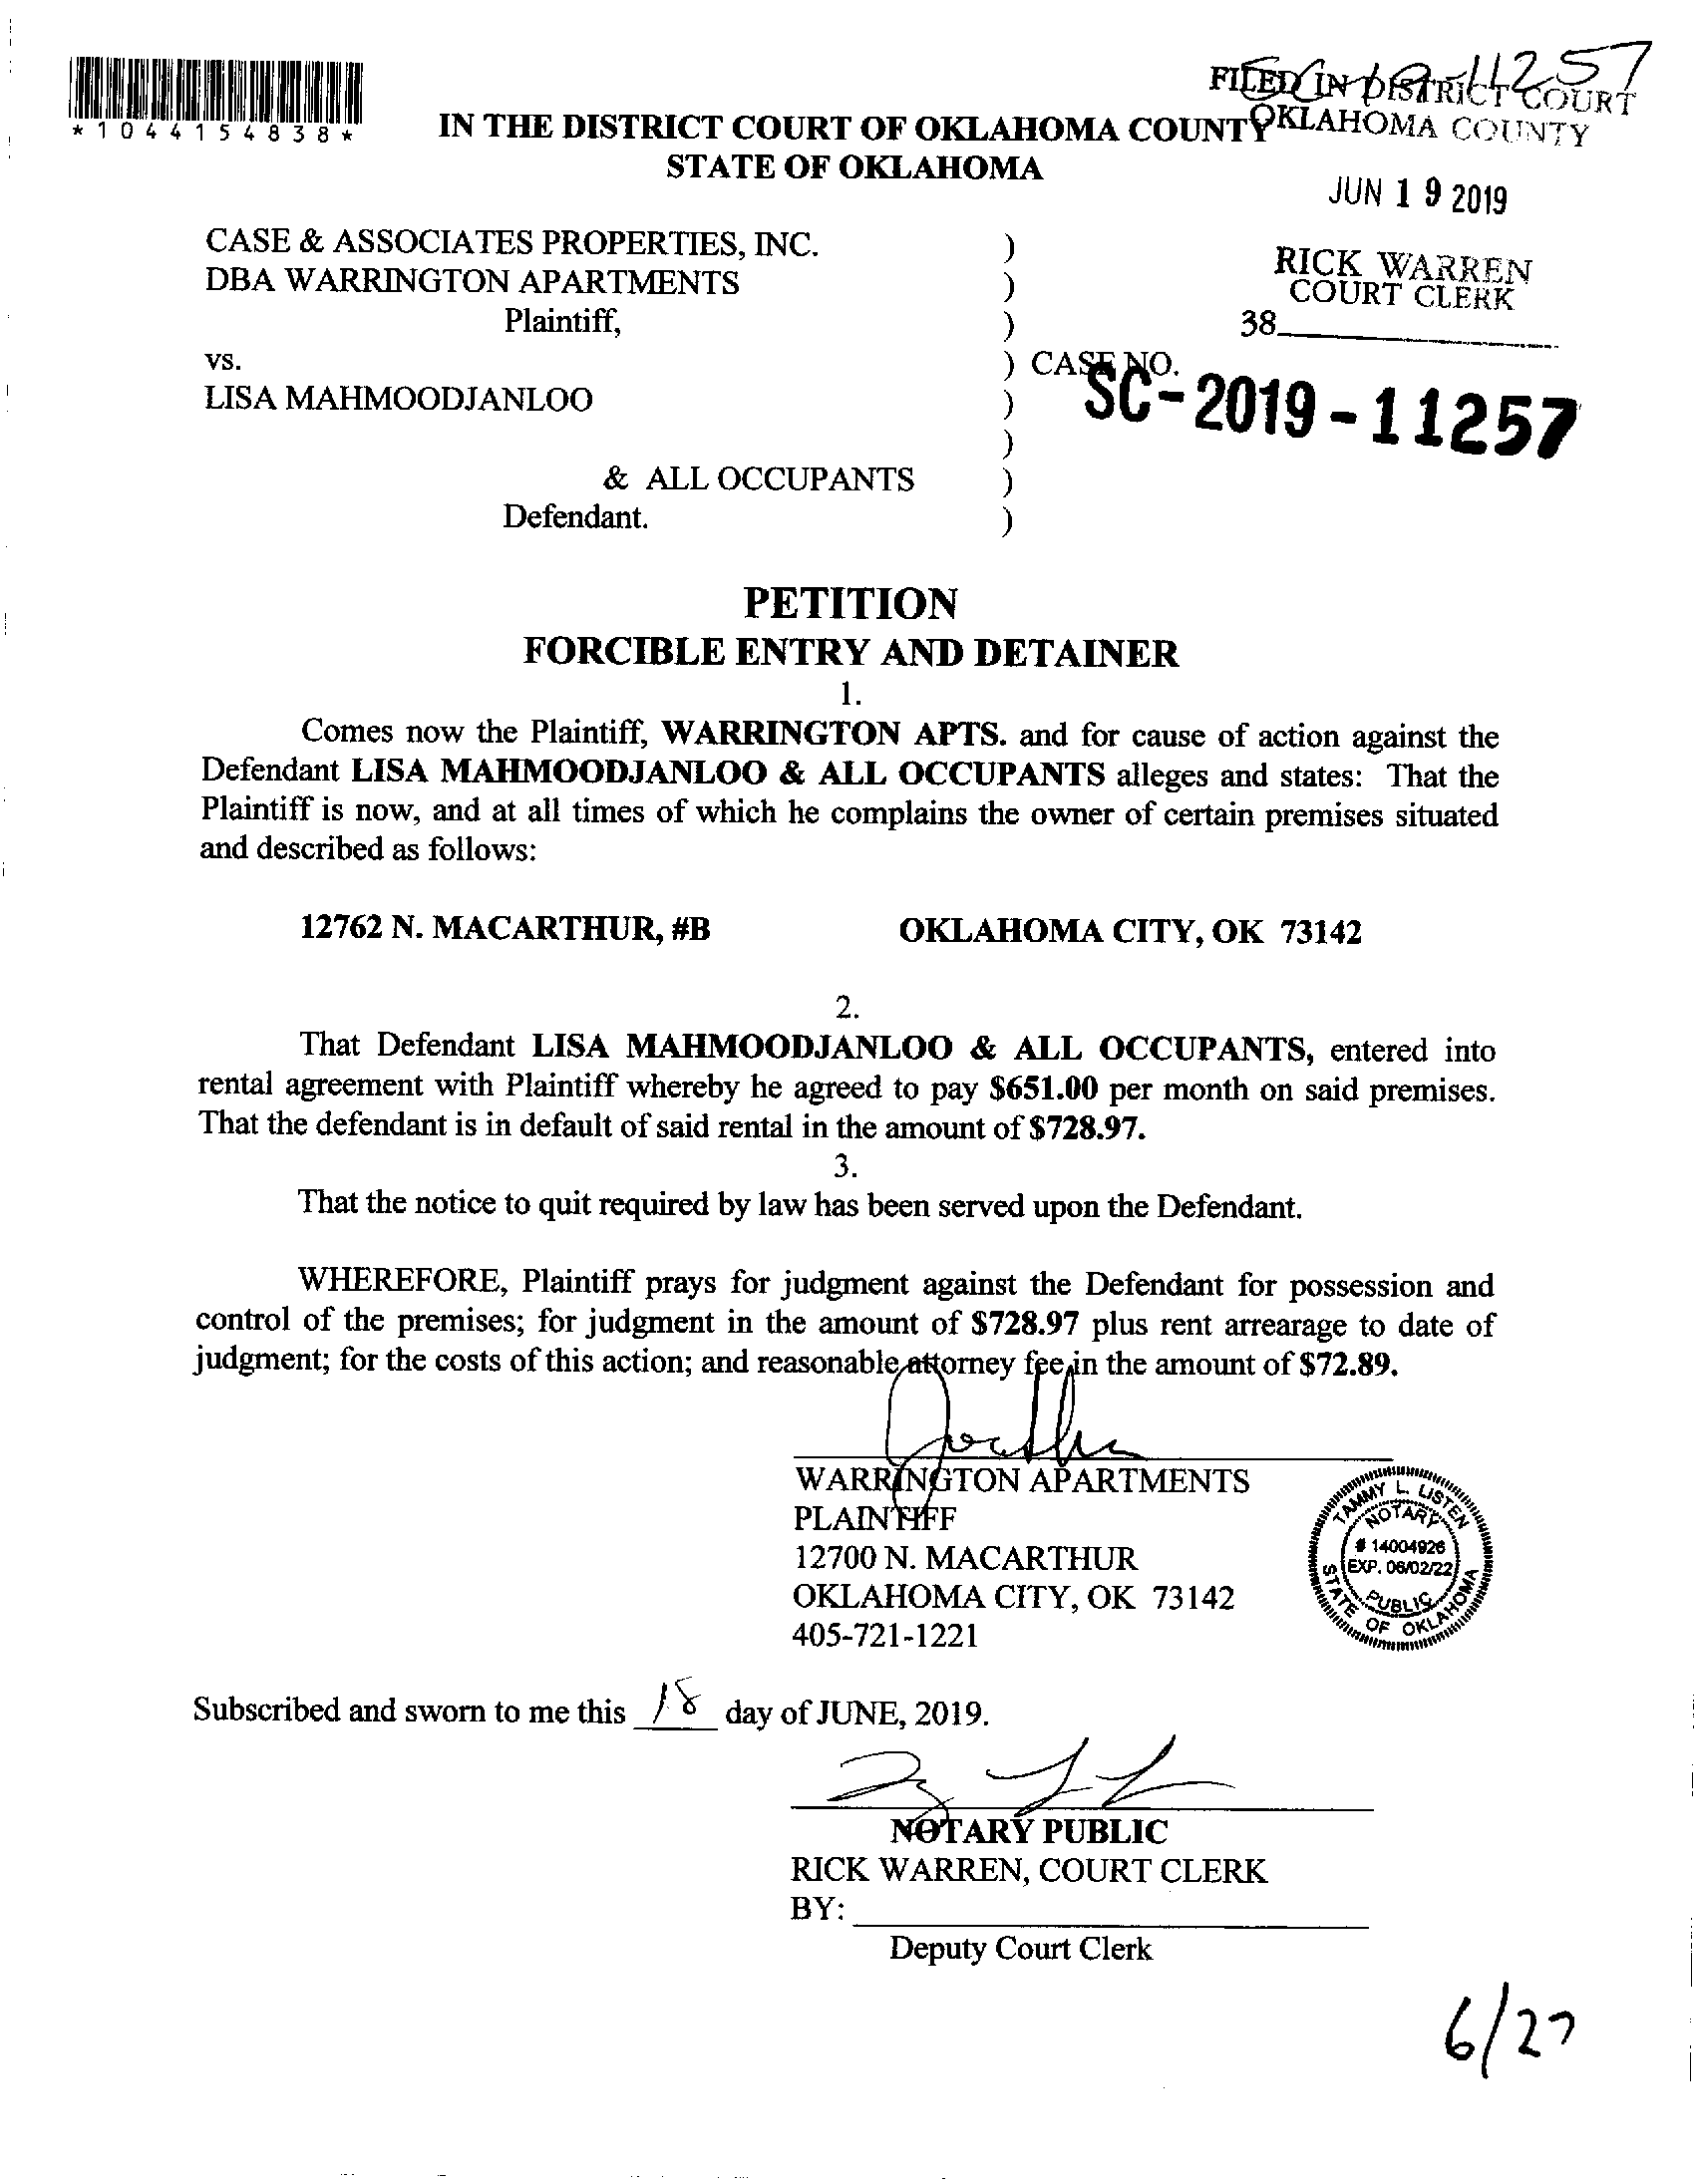 SC-19-11257
FILED IN DISTRICT COURT
OKLAHOMA COUNTY
*1044154838*
IN THE DISTRICT COURT OF OKLAHOMA COUNTY
STATE OF OKLAHOMA
JUN 19 2019
CASE & ASSOCIATES PROPERTIES, INC. )
DBA WARRINGTON APARTMENTS )
RICK WARREN
COURT CLERK
Plaintiff, )
38
vs. ) CASE NO.
SC-2019-11257
LISA MAHMOODJANLOO )
)
& ALL OCCUPANTS )
Defendant. )
PETITION
FORCIBLE ENTRY AND DETAINER
1.
Comes now the Plaintiff, WARRINGTON APTS. and for cause of action against the
Defendant LISA MAHMOODJANLOO & ALL OCCUPANTS alleges and states: That the
Plaintiff is now, and at all times of which he complains the owner of certain premises situated
and described as follows:
12762 N. MACARTHUR, #B OKLAHOMA CITY, OK 73142
2.
That Defendant LISA MAHMOODJANLOO & ALL OCCUPANTS, entered into
rental agreement with Plaintiff whereby he agreed to pay $651.00 per month on said premises.
That the defendant is in default of said rental in the amount of $728.97.
3.
That the notice to quit required by law has been served upon the Defendant.
WHEREFORE, Plaintiff prays for judgment against the Defendant for possession and
control of the premises; for judgment in the amount of $728.97 plus rent arrearage to date of
judgment; for the costs of this action; and reasonable attorney fee in the amount of $72.89.
WARRINGTON APARTMENTS
PLAINTIFF
12700 N. MACARTHUR
OKLAHOMA CITY, OK 73142
405-721-1221
TAMMY L. LISTEN
NOTARY
# 14004926
EXP. 06/02/22
PUBLIC
STATE OF OKLAHOMA
Subscribed and sworn to me this 18 day of JUNE, 2019.
NOTARY PUBLIC
RICK WARREN, COURT CLERK
BY:
Deputy Court Clerk
6/27